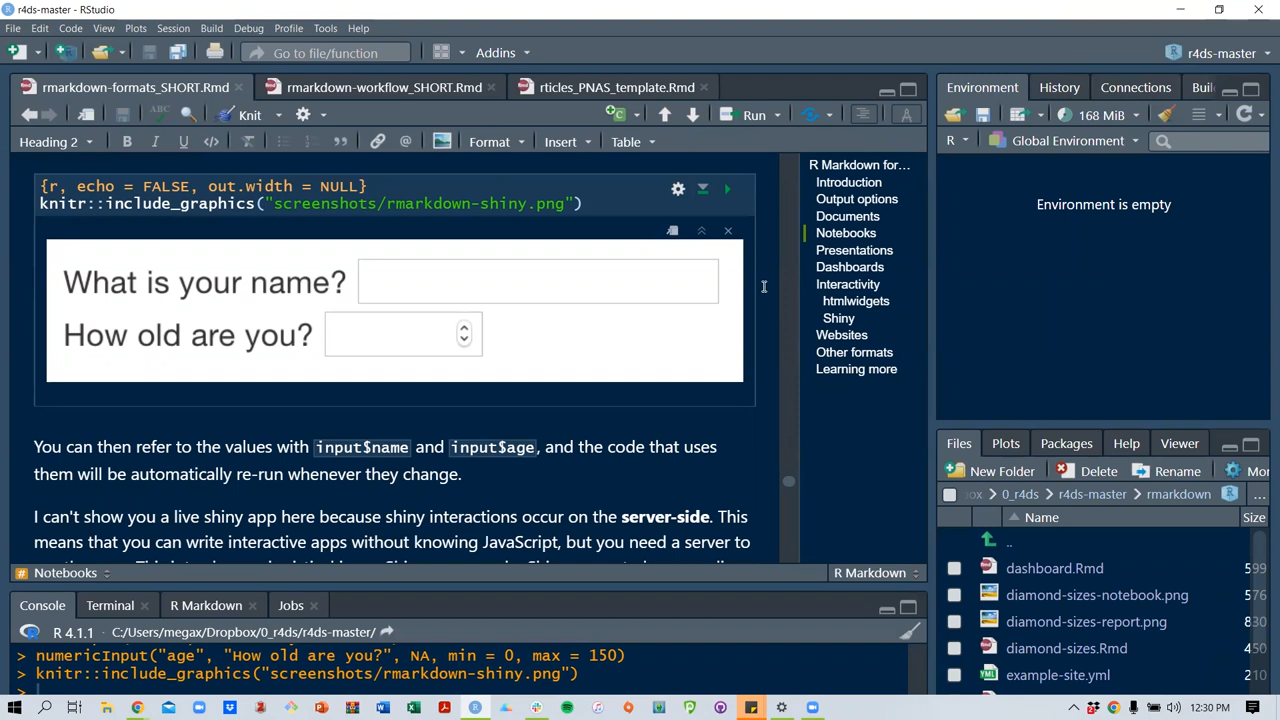 r4ds-master - RStudio
File Edit Code View Plots Session Build Debug Profile Tools Help
Go to file/function Addins r4ds-master
rmarkdown-formats_SHORT.Rmd rmarkdown-workflow_SHORT.Rmd rticles_PNAS_template.Rmd
Knit Run
Heading 2 B I U Format Insert Table
{r, echo = FALSE, out.width = NULL}
knitr::include_graphics("screenshots/rmarkdown-shiny.png")
What is your name?
How old are you?
You can then refer to the values with input$name and input$age, and the code that uses
them will be automatically re-run whenever they change.
I can't show you a live shiny app here because shiny interactions occur on the server-side. This
means that you can write interactive apps without knowing JavaScript, but you need a server to
R Markdown for...
Introduction
Output options
Documents
Notebooks
Presentations
Dashboards
Interactivity
htmlwidgets
Shiny
Websites
Other formats
Learning more
Notebooks R Markdown
Console Terminal R Markdown Jobs
R 4.1.1 · C:/Users/megax/Dropbox/0_r4ds/r4ds-master/
> numericInput("age", "How old are you?", NA, min = 0, max = 150)
> knitr::include_graphics("screenshots/rmarkdown-shiny.png")
>
Environment History Connections Buil
168 MiB
R Global Environment
Environment is empty
Files Plots Packages Help Viewer
New Folder Delete Rename Mor
ox 0_r4ds r4ds-master rmarkdown ...
Name Size
..
dashboard.Rmd 599
diamond-sizes-notebook.png 576
diamond-sizes-report.png 830
diamond-sizes.Rmd 450
example-site.yml 210
12:30 PM